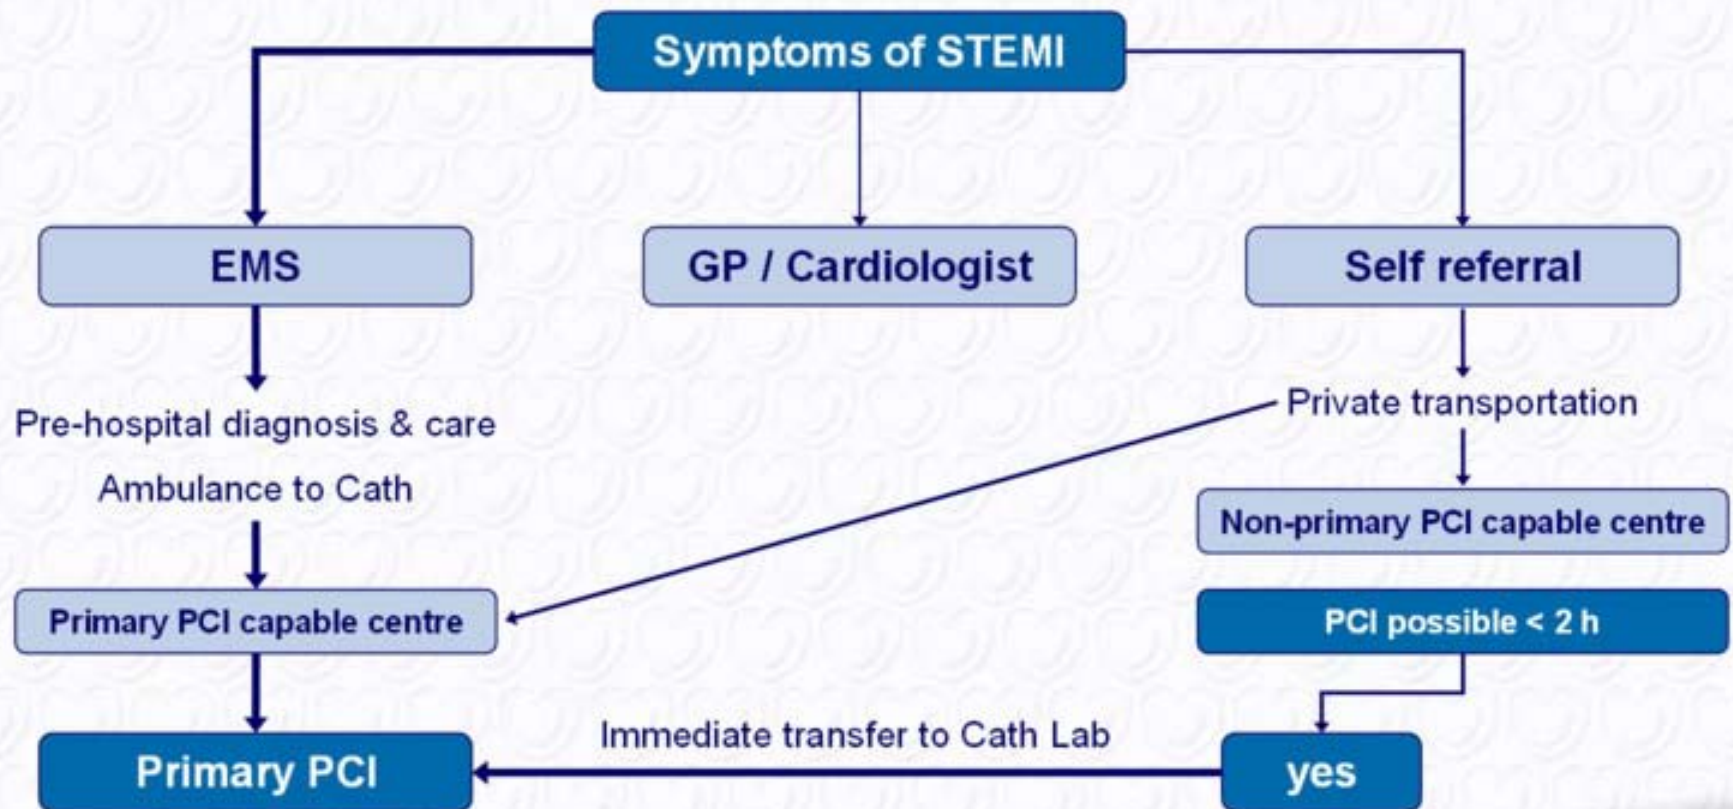 Symptoms of STEMI
EMS
GP / Cardiologist
Self referral
Pre-hospital diagnosis & care
Private transportation
Ambulance to Cath
Non-primary PCI capable centre
Primary PCI capable centre
PCI possible < 2 h
Immediate transfer to Cath Lab
Primary PCI
yes